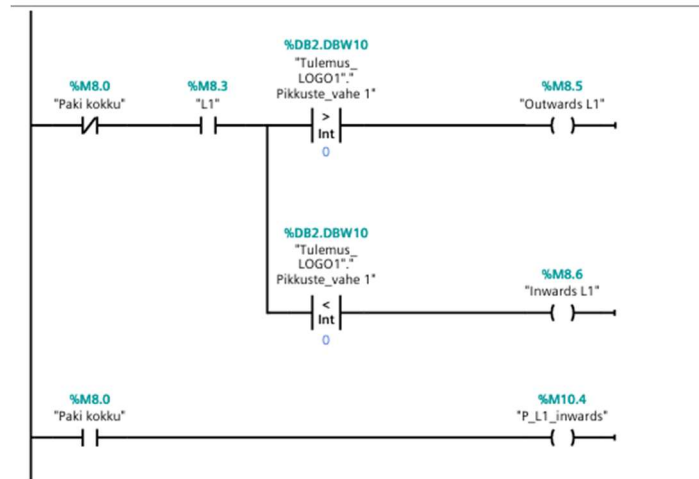 %DB2.DBW10
"Tulemus_
LOGO1"."
Pikkuste_vahe 1"
%M8.0
"Paki kokku"
%M8.3
"L1"
>
Int
0
%M8.5
"Outwards L1"
%DB2.DBW10
"Tulemus_
LOGO1"."
Pikkuste_vahe 1"
<
Int
0
%M8.6
"Inwards L1"
%M8.0
"Paki kokku"
%M10.4
"P_L1_inwards"